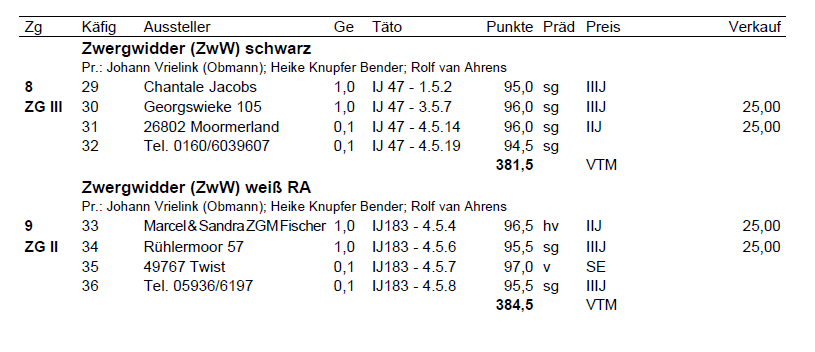 Zg Käfig Aussteller Ge Täto Punkte Präd Preis Verkauf
Zwergwidder (ZwW) schwarz
Pr.: Johann Vrielink (Obmann); Heike Knupfer Bender; Rolf van Ahrens
8 29 Chantale Jacobs 1,0 IJ 47 - 1.5.2 95,0 sg IIIJ
ZG III 30 Georgswieke 105 1,0 IJ 47 - 3.5.7 96,0 sg IIIJ 25,00
31 26802 Moormerland 0,1 IJ 47 - 4.5.14 96,0 sg IIJ 25,00
32 Tel. 0160/6039607 0,1 IJ 47 - 4.5.19 94,5 sg
381,5 VTM
Zwergwidder (ZwW) weiß RA
Pr.: Johann Vrielink (Obmann); Heike Knupfer Bender; Rolf van Ahrens
9 33 Marcel & Sandra ZGM Fischer 1,0 IJ183 - 4.5.4 96,5 hv IIJ 25,00
ZG II 34 Rühlermoor 57 1,0 IJ183 - 4.5.6 95,5 sg IIIJ 25,00
35 49767 Twist 0,1 IJ183 - 4.5.7 97,0 v SE
36 Tel. 05936/6197 0,1 IJ183 - 4.5.8 95,5 sg IIIJ
384,5 VTM